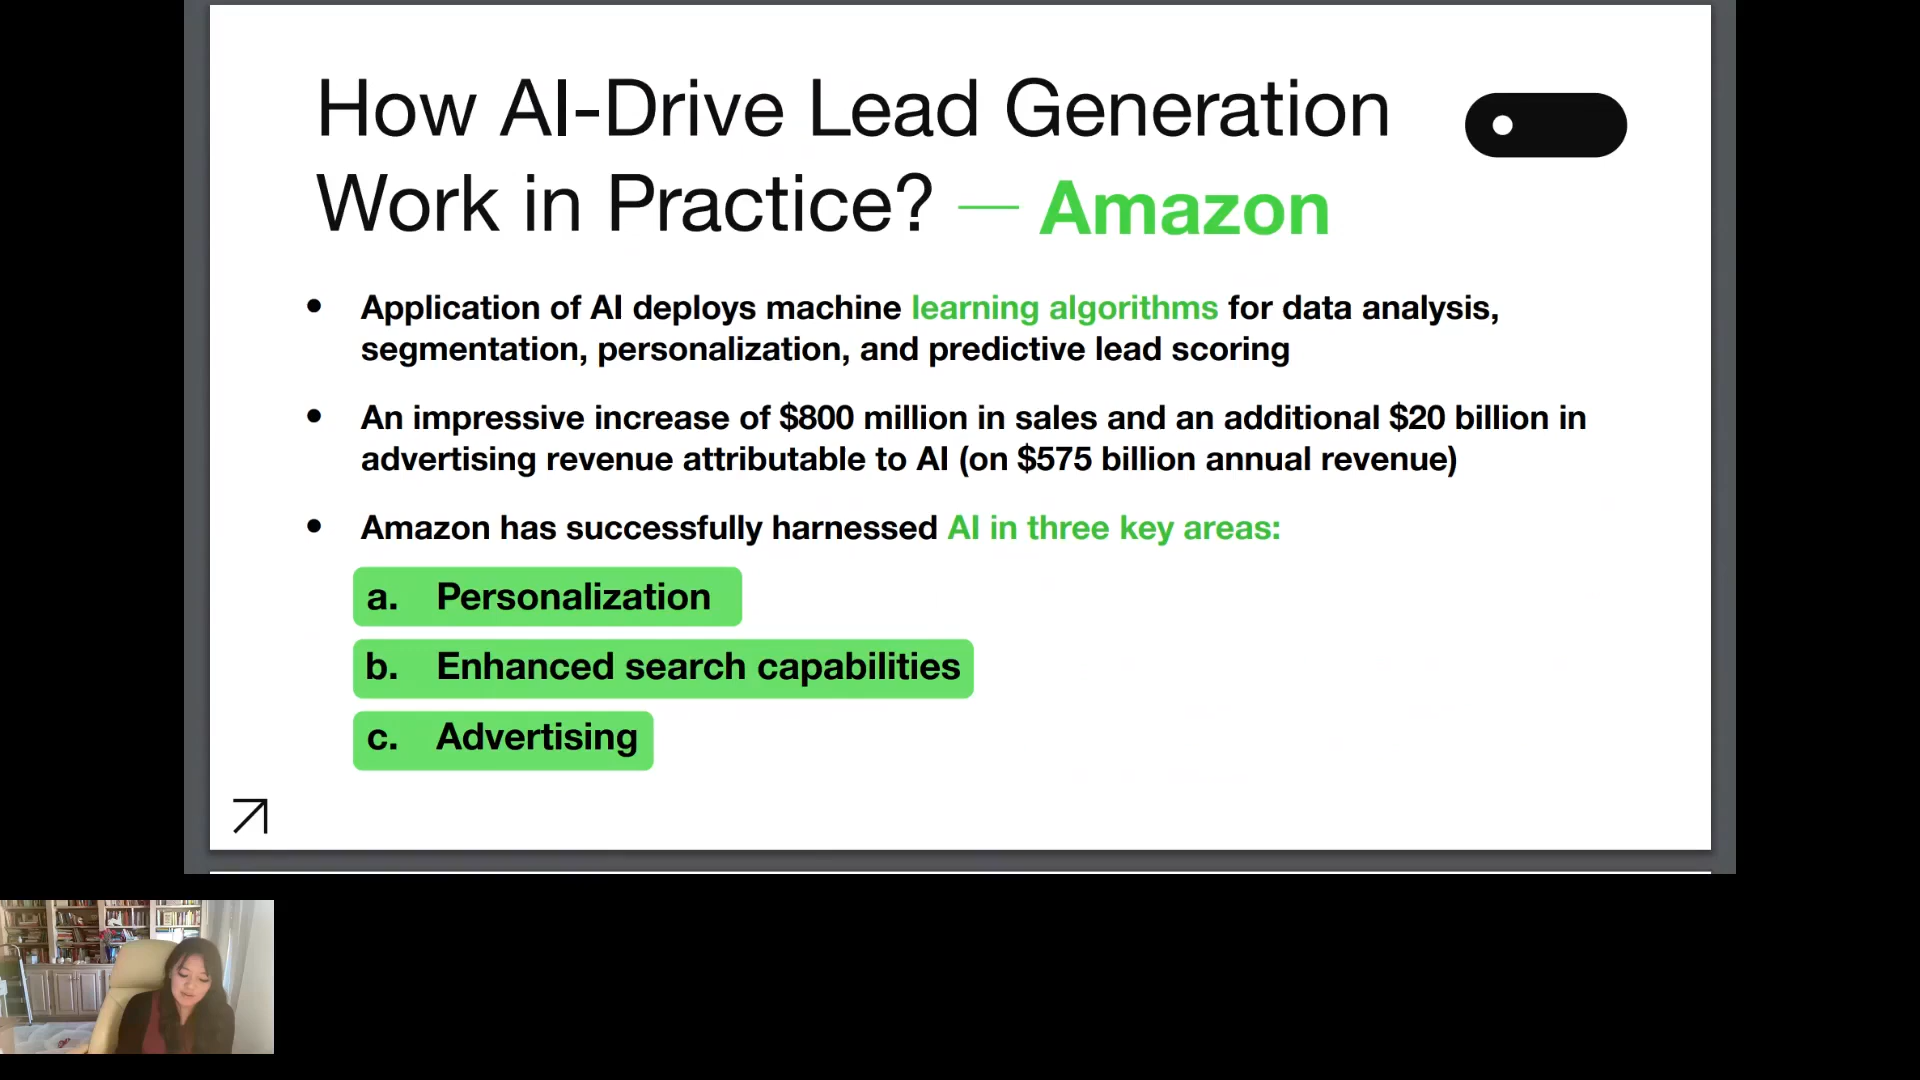 How AI-Drive Lead Generation
Work in Practice? — Amazon
• Application of AI deploys machine learning algorithms for data analysis,
segmentation, personalization, and predictive lead scoring
• An impressive increase of $800 million in sales and an additional $20 billion in
advertising revenue attributable to AI (on $575 billion annual revenue)
• Amazon has successfully harnessed AI in three key areas:
a. Personalization
b. Enhanced search capabilities
c. Advertising